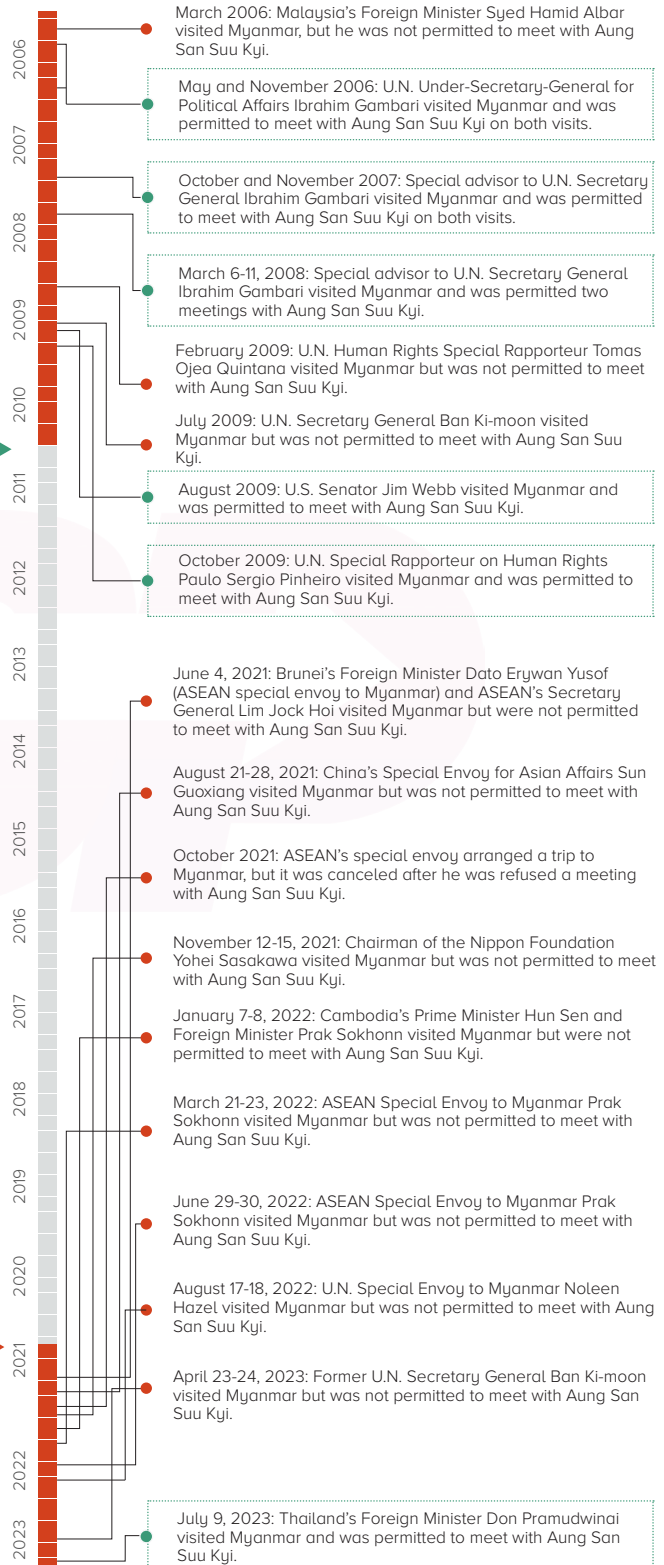 March 2006: Malaysia's Foreign Minister Syed Hamid Albar
visited Myanmar, but he was not permitted to meet with Aung
San Suu Kyi.
2006
May and November 2006: U.N. Under-Secretary-General for
Political Affairs Ibrahim Gambari visited Myanmar and was
permitted to meet with Aung San Suu Kyi on both visits.
2007
October and November 2007: Special advisor to U.N. Secretary
General Ibrahim Gambari visited Myanmar and was permitted
to meet with Aung San Suu Kyi on both visits.
2008
March 6-11, 2008: Special advisor to U.N. Secretary General
Ibrahim Gambari visited Myanmar and was permitted two
meetings with Aung San Suu Kyi.
2009
February 2009: U.N. Human Rights Special Rapporteur Tomas
Ojea Quintana visited Myanmar but was not permitted to meet
with Aung San Suu Kyi.
2010
July 2009: U.N. Secretary General Ban Ki-moon visited
Myanmar but was not permitted to meet with Aung San Suu
Kyi.
2011
August 2009: U.S. Senator Jim Webb visited Myanmar and
was permitted to meet with Aung San Suu Kyi.
2012
October 2009: U.N. Special Rapporteur on Human Rights
Paulo Sergio Pinheiro visited Myanmar and was permitted to
meet with Aung San Suu Kyi.
2013
June 4, 2021: Brunei's Foreign Minister Dato Erywan Yusof
(ASEAN special envoy to Myanmar) and ASEAN's Secretary
General Lim Jock Hoi visited Myanmar but were not permitted
to meet with Aung San Suu Kyi.
2014
August 21-28, 2021: China's Special Envoy for Asian Affairs Sun
Guoxiang visited Myanmar but was not permitted to meet with
Aung San Suu Kyi.
2015
October 2021: ASEAN's special envoy arranged a trip to
Myanmar, but it was canceled after he was refused a meeting
with Aung San Suu Kyi.
2016
November 12-15, 2021: Chairman of the Nippon Foundation
Yohei Sasakawa visited Myanmar but was not permitted to meet
with Aung San Suu Kyi.
2017
January 7-8, 2022: Cambodia's Prime Minister Hun Sen and
Foreign Minister Prak Sokhonn visited Myanmar but were not
permitted to meet with Aung San Suu Kyi.
2018
March 21-23, 2022: ASEAN Special Envoy to Myanmar Prak
Sokhonn visited Myanmar but was not permitted to meet with
Aung San Suu Kyi.
2019
June 29-30, 2022: ASEAN Special Envoy to Myanmar Prak
Sokhonn visited Myanmar but was not permitted to meet with
Aung San Suu Kyi.
2020
August 17-18, 2022: U.N. Special Envoy to Myanmar Noleen
Hazel visited Myanmar but was not permitted to meet with Aung
San Suu Kyi.
2021
April 23-24, 2023: Former U.N. Secretary General Ban Ki-moon
visited Myanmar but was not permitted to meet with Aung San
Suu Kyi.
2022
2023
July 9, 2023: Thailand's Foreign Minister Don Pramudwinai
visited Myanmar and was permitted to meet with Aung San
Suu Kyi.